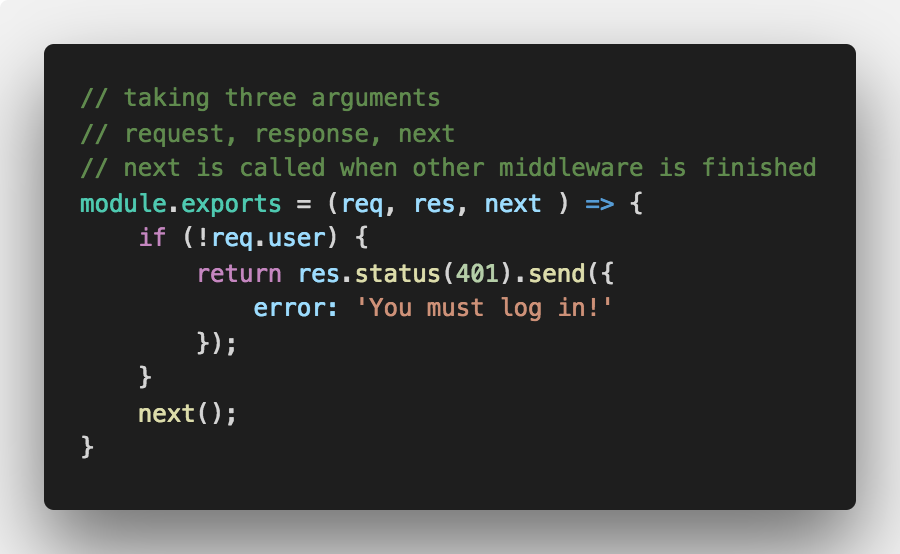 // taking three arguments
// request, response, next
// next is called when other middleware is finished
module.exports = (req, res, next ) => {
    if (!req.user) {
        return res.status(401).send({
            error: 'You must log in!'
        });
    }
    next();
}